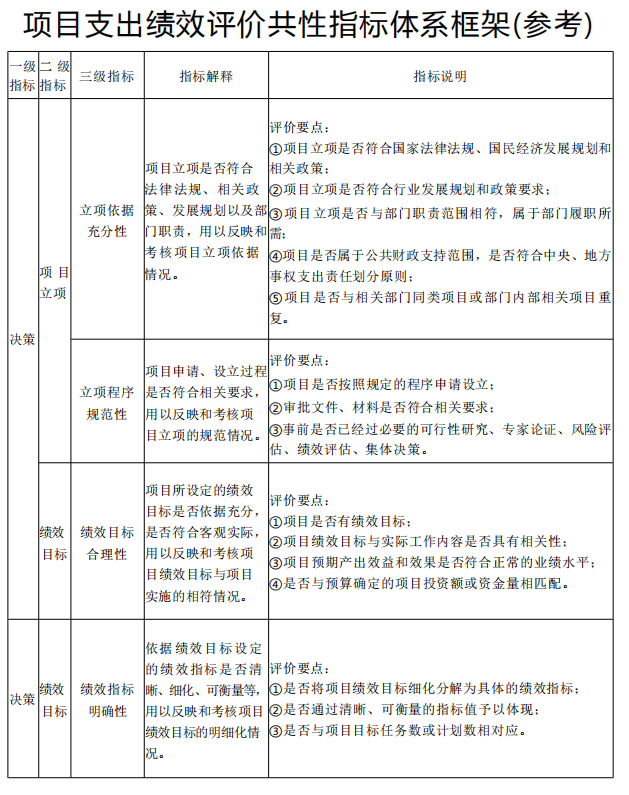 项目支出绩效评价共性指标体系框架(参考)
一级
指标
二 级
指标
三级指标
指标解释
指标说明
决策
项 目
立项
立项依据
充分性
项目立项是否符合
法律法规、相关政
策、发展规划以及部
门职责，用以反映和
考核项目立项依据
情况。
评价要点：
①项目立项是否符合国家法律法规、国民经济发展规划和
相关政策；
②项目立项是否符合行业发展规划和政策要求；
③项目立项是否与部门职责范围相符，属于部门履职所
需；
④项目是否属于公共财政支持范围，是否符合中央、地方
事权支出责任划分原则；
⑤项目是否与相关部门同类项目或部门内部相关项目重
复。
立项程序
规范性
项目申请、设立过程
是否符合相关要求，
用以反映和考核项
目立项的规范情况。
评价要点：
①项目是否按照规定的程序申请设立；
②审批文件、材料是否符合相关要求；
③事前是否已经过必要的可行性研究、专家论证、风险评
估、绩效评估、集体决策。
绩效
目标
绩效目标
合理性
项目所设定的绩效
目标是否依据充分，
是否符合客观实际，
用以反映和考核项
目绩效目标与项目
实施的相符情况。
评价要点：
①项目是否有绩效目标；
②项目绩效目标与实际工作内容是否具有相关性；
③项目预期产出效益和效果是否符合正常的业绩水平；
④是否与预算确定的项目投资额或资金量相匹配。
决策
绩效
目标
绩效指标
明确性
依据绩效目标设定
的绩效指标是否清
晰、细化、可衡量等，
用以反映和考核项目
绩效目标的明细化情
况。
评价要点：
①是否将项目绩效目标细化分解为具体的绩效指标；
②是否通过清晰、可衡量的指标值予以体现；
③是否与项目目标任务数或计划数相对应。